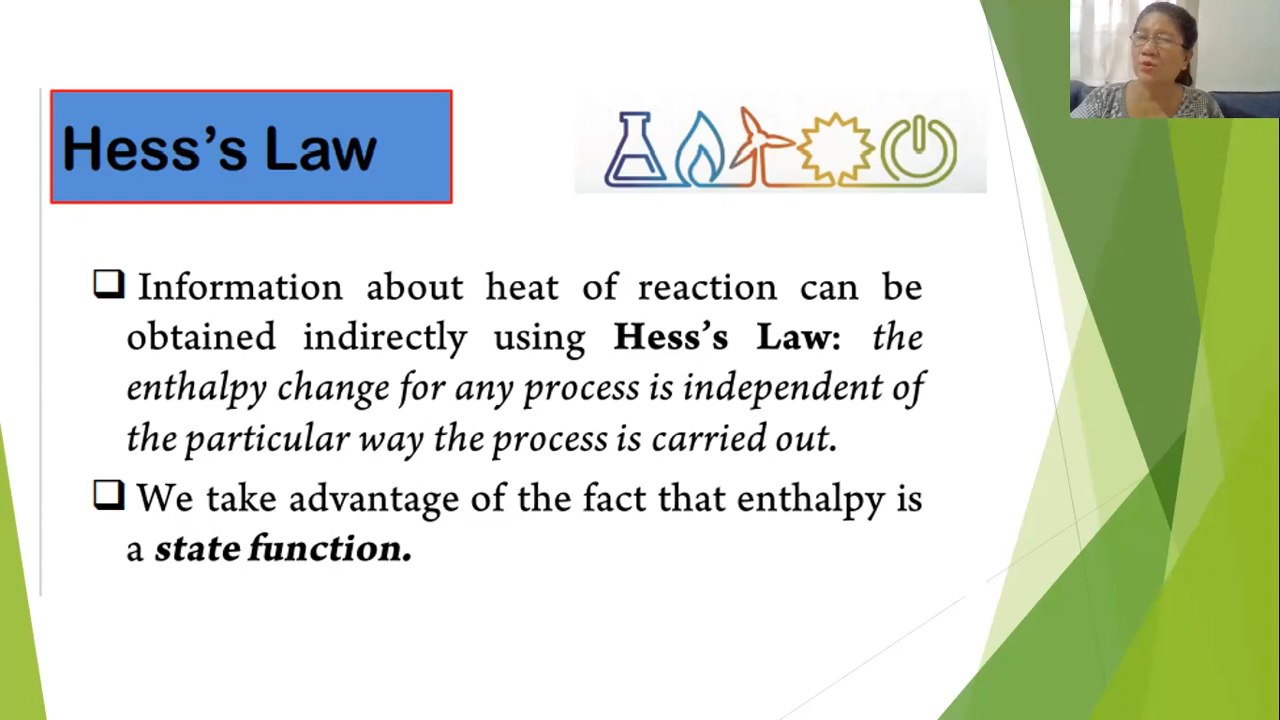 Hess’s Law
Information about heat of reaction can be
obtained indirectly using Hess’s Law: the
enthalpy change for any process is independent of
the particular way the process is carried out.
We take advantage of the fact that enthalpy is
a state function.